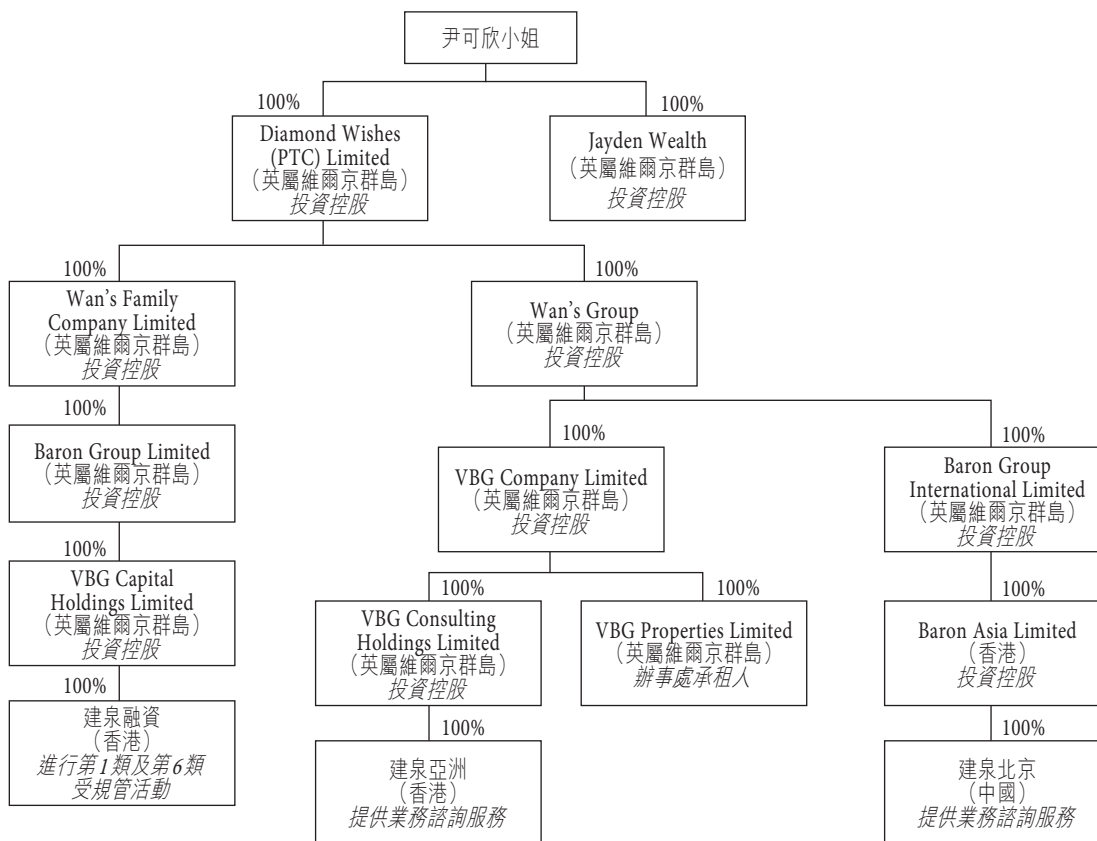 尹可欣小姐
100%
100%
Diamond Wishes
(PTC) Limited
（英屬維爾京群島）
投資控股
Jayden Wealth
（英屬維爾京群島）
投資控股
100%
100%
Wan's Family
Company Limited
（英屬維爾京群島）
投資控股
Wan's Group
（英屬維爾京群島）
投資控股
100%
100%
100%
Baron Group Limited
（英屬維爾京群島）
投資控股
VBG Company Limited
（英屬維爾京群島）
投資控股
Baron Group
International Limited
（英屬維爾京群島）
投資控股
100%
100%
100%
100%
VBG Capital
Holdings Limited
（英屬維爾京群島）
投資控股
VBG Consulting
Holdings Limited
（英屬維爾京群島）
投資控股
VBG Properties Limited
（英屬維爾京群島）
辦事處承租人
Baron Asia Limited
（香港）
投資控股
100%
100%
100%
建泉融資
（香港）
進行第1類及第6類
受規管活動
建泉亞洲
（香港）
提供業務諮詢服務
建泉北京
（中國）
提供業務諮詢服務